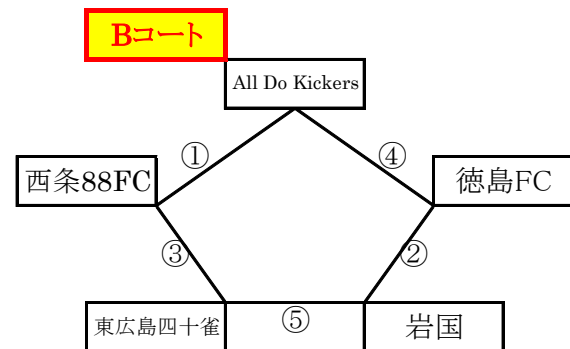 Bコート
All Do Kickers
①
④
西条88FC
徳島FC
③
②
東広島四十雀
⑤
岩国